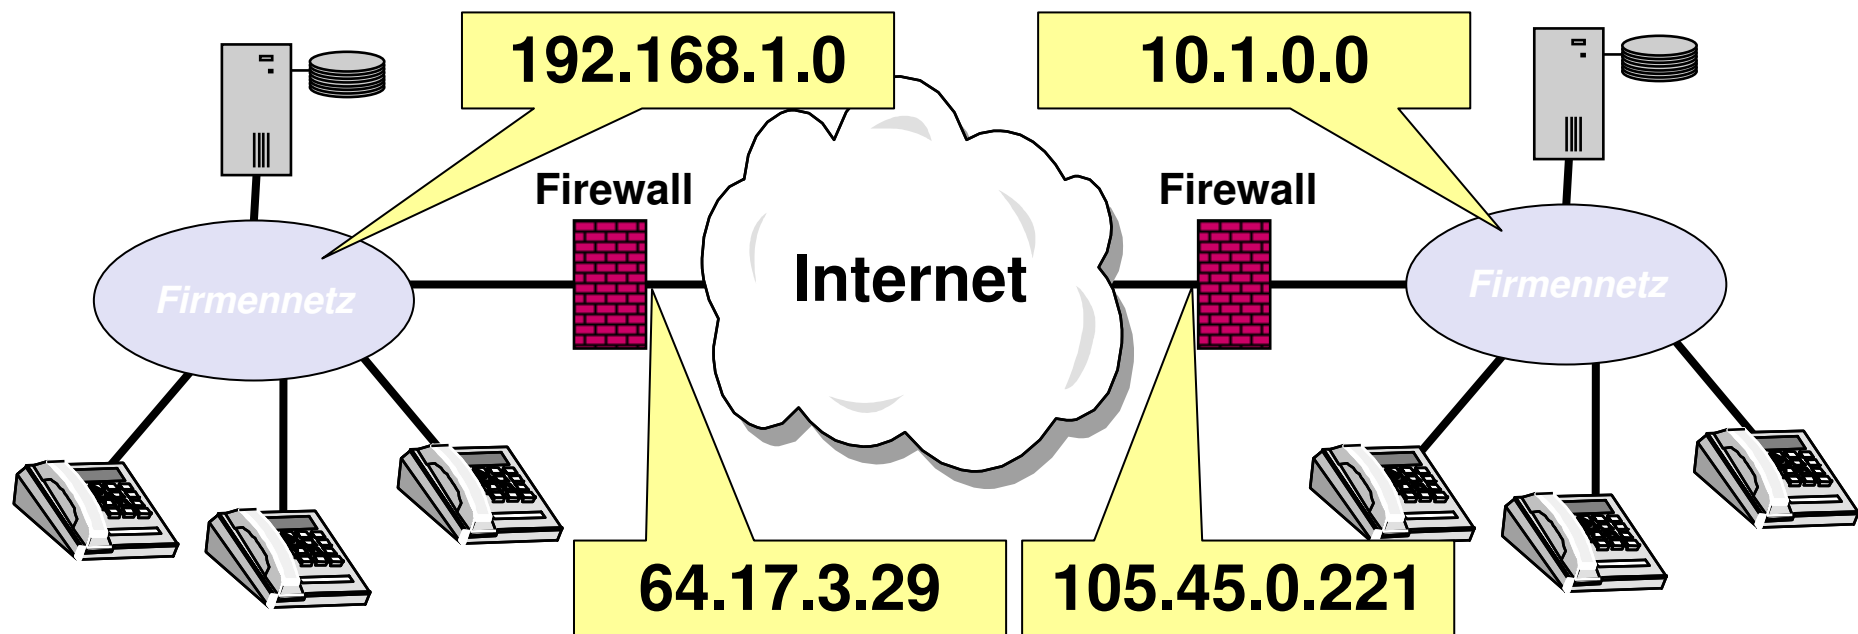 192.168.1.0
10.1.0.0
Firewall
Firewall
Internet
Firmennetz
Firmennetz
64.17.3.29
105.45.0.221